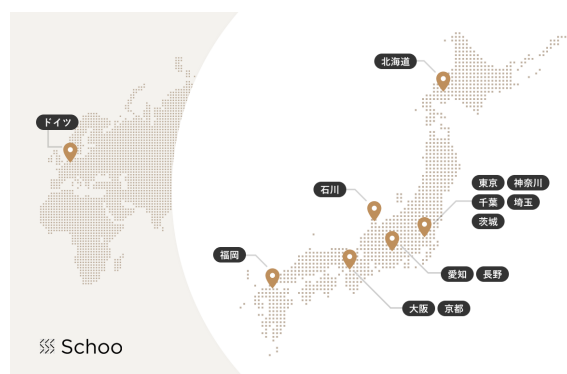 北海道
ドイツ
東京 神奈川
石川
千葉 埼玉
茨城
福岡
愛知 長野
大阪 京都
Schoo